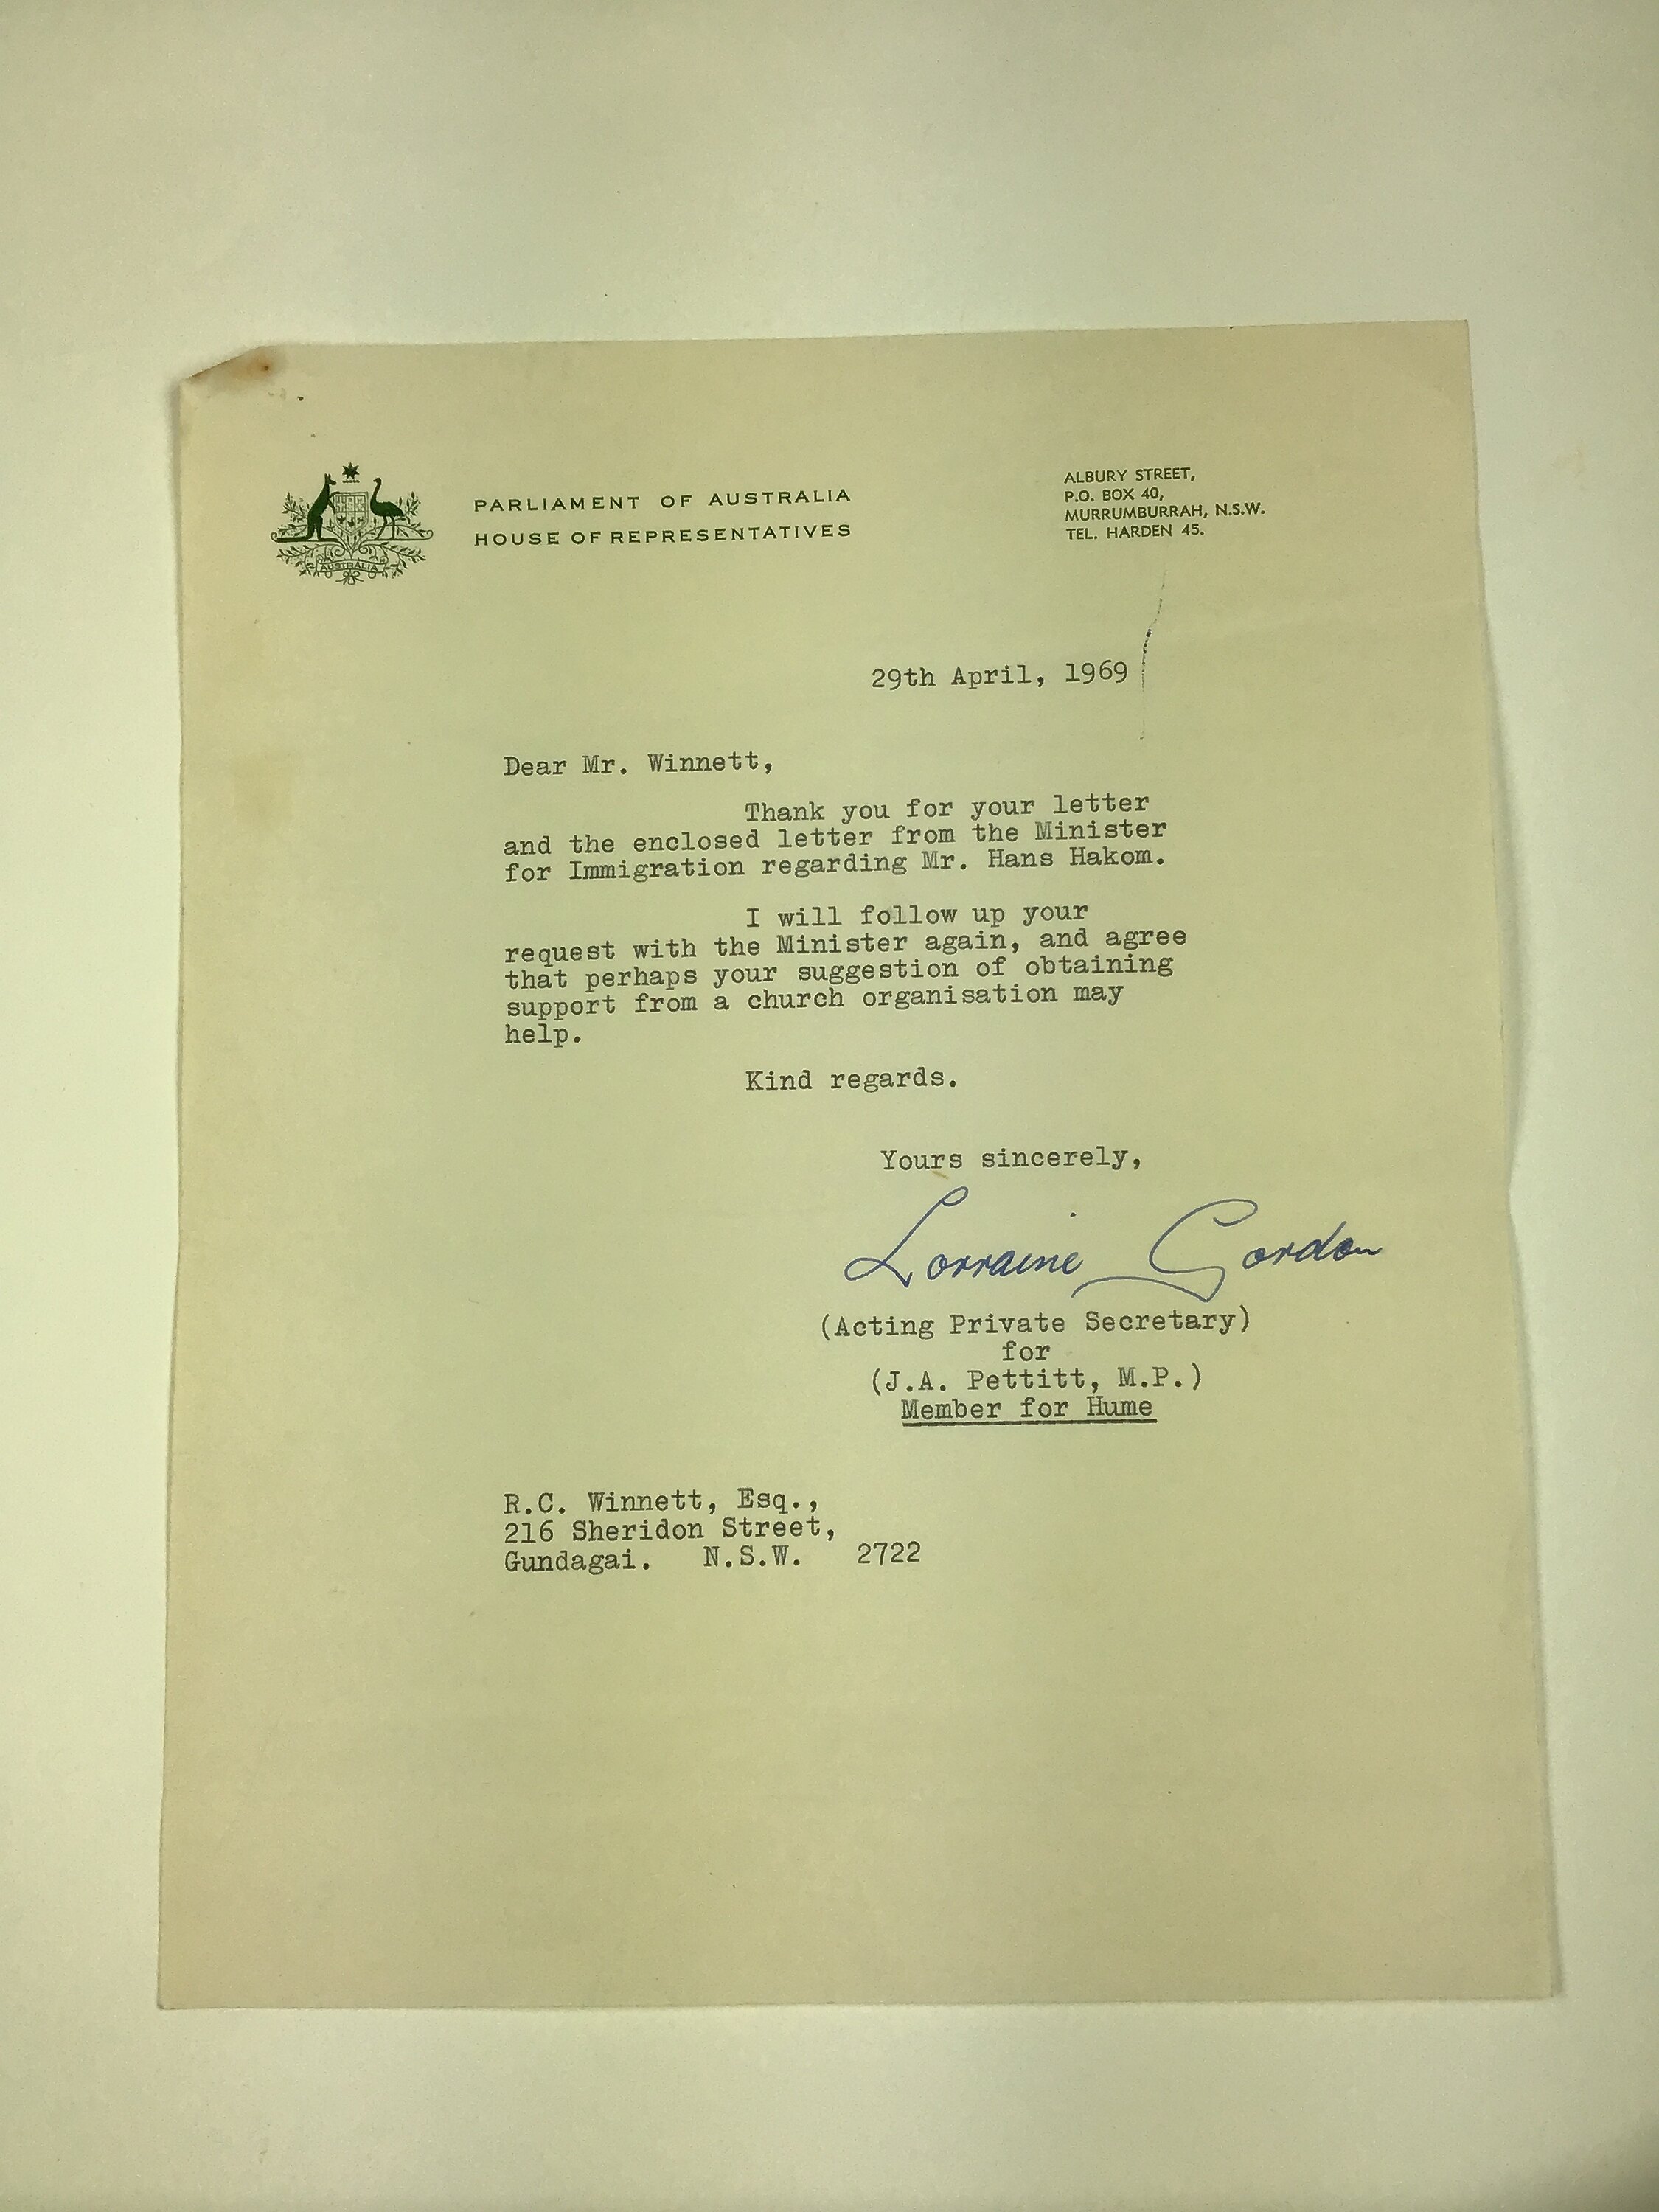 PARLIAMENT OF AUSTRALIA
HOUSE OF REPRESENTATIVES
AUSTRALIA
ALBURY STREET,
P.O. BOX 40,
MURRUMBURRAH, N.S.W.
TEL. HARDEN 45.
29th April, 1969
Dear Mr. Winnett,
Thank you for your letter
and the enclosed letter from the Minister
for Immigration regarding Mr. Hans Hakom.
I will follow up your
request with the Minister again, and agree
that perhaps your suggestion of obtaining
support from a church organisation may
help.
Kind regards.
Yours sincerely,
Lorraine Gordon
(Acting Private Secretary)
for
(J.A. Pettitt, M.P.)
Member for Hume
R.C. Winnett, Esq.,
216 Sheridon Street,
Gundagai. N.S.W. 2722